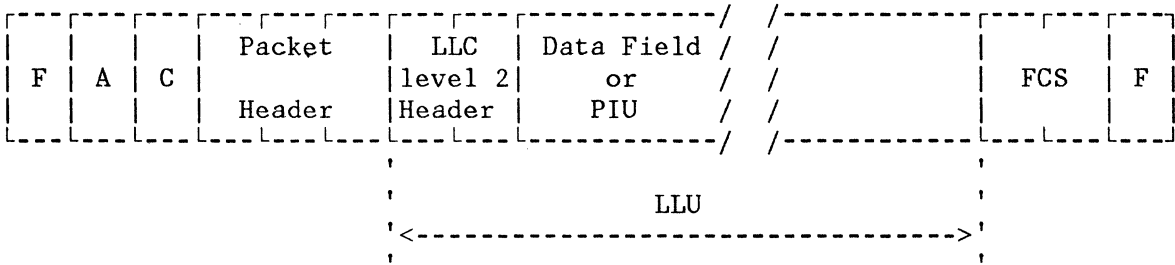 Packet LLC Data Field
F A C level 2 or FCS F
Header Header PIU
LLU